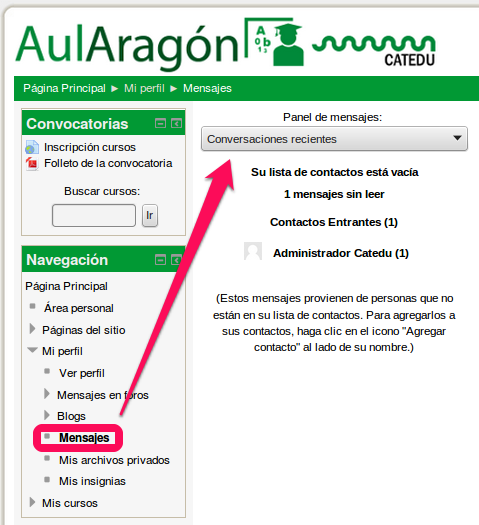 AulAragón
A á
0 b
1 3
CATEDU
Página Principal ► Mi perfil ► Mensajes
Convocatorias
Inscripción cursos
Folleto de la convocatoria
Buscar cursos:
Ir
Navegación
Página Principal
Área personal
Páginas del sitio
Mi perfil
Ver perfil
Mensajes en foros
Blogs
Mensajes
Mis archivos privados
Mis insignias
Mis cursos
Panel de mensajes:
Conversaciones recientes
Su lista de contactos está vacía
1 mensajes sin leer
Contactos Entrantes (1)
Administrador Catedu (1)
(Estos mensajes provienen de personas que no
están en su lista de contactos. Para agregarlos a
sus contactos, haga clic en el icono "Agregar
contacto" al lado de su nombre.)